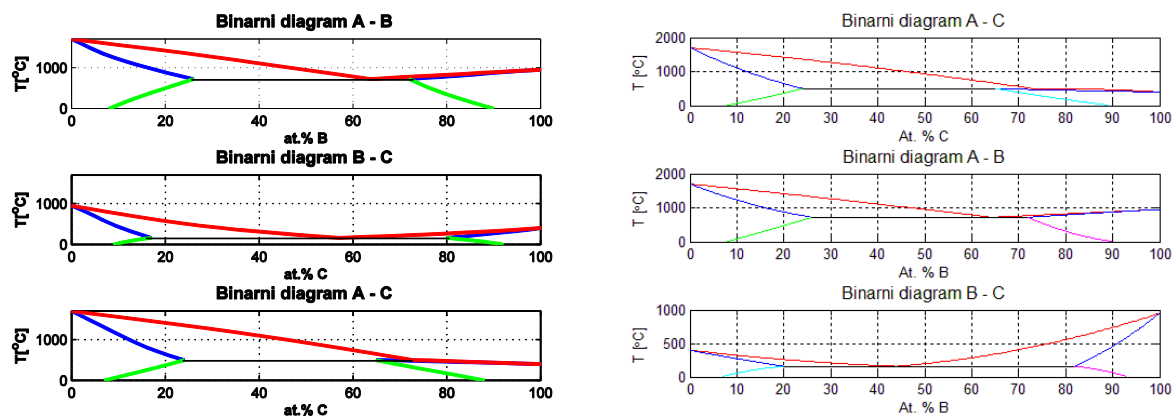 Binarni diagram A - B
T[°C]
1000
0
0 20 40 60 80 100
at.% B
Binarni diagram B - C
T[°C]
1000
0
0 20 40 60 80 100
at.% C
Binarni diagram A - C
T[°C]
1000
0
0 20 40 60 80 100
at.% C
Binarni diagram A - C
T [°C]
2000
1000
0
0 10 20 30 40 50 60 70 80 90 100
At. % C
Binarni diagram A - B
T [°C]
2000
1000
0
0 10 20 30 40 50 60 70 80 90 100
At. % B
Binarni diagram B - C
T [°C]
1000
500
0
0 10 20 30 40 50 60 70 80 90 100
At. % B